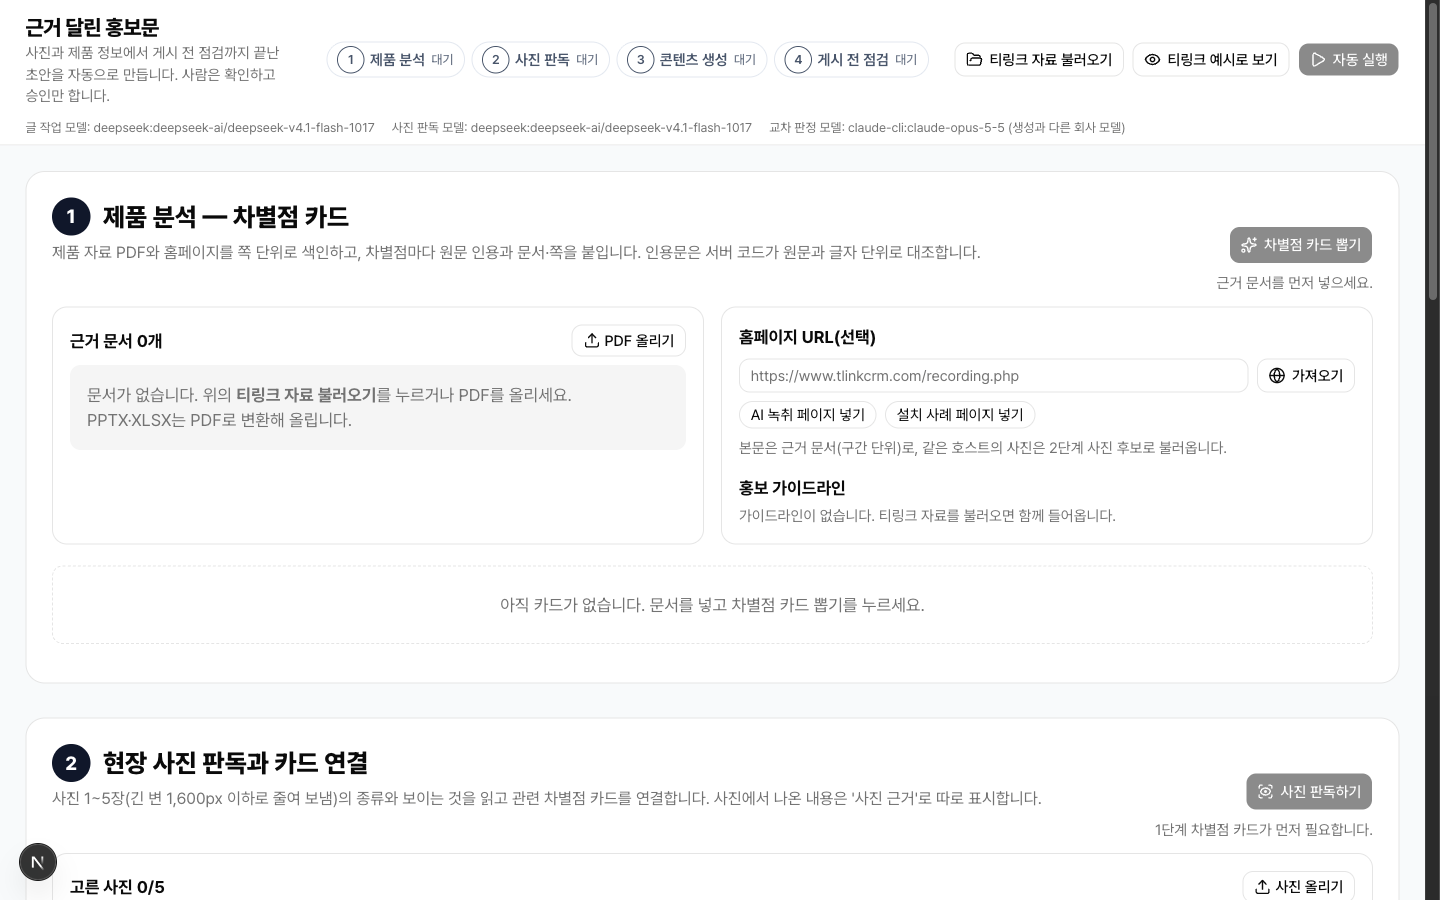 근거 달린 홍보문
사진과 제품 정보에서 게시 전 점검까지 끝난
초안을 자동으로 만듭니다. 사람은 확인하고
승인만 합니다.
1 제품 분석 대기
2 사진 판독 대기
3 콘텐츠 생성 대기
4 게시 전 점검 대기
티링크 자료 불러오기
티링크 예시로 보기
자동 실행
글 작업 모델: deepseek:deepseek-ai/deepseek-v4.1-flash-1017
사진 판독 모델: deepseek:deepseek-ai/deepseek-v4.1-flash-1017
교차 판정 모델: claude-cli:claude-opus-5-5 (생성과 다른 회사 모델)
1 제품 분석 — 차별점 카드
제품 자료 PDF와 홈페이지를 쪽 단위로 색인하고, 차별점마다 원문 인용과 문서·쪽을 붙입니다. 인용문은 서버 코드가 원문과 글자 단위로 대조합니다.
차별점 카드 뽑기
근거 문서를 먼저 넣으세요.
근거 문서 0개
PDF 올리기
문서가 없습니다. 위의 티링크 자료 불러오기를 누르거나 PDF를 올리세요.
PPTX·XLSX는 PDF로 변환해 올립니다.
홈페이지 URL(선택)
https://www.tlinkcrm.com/recording.php
가져오기
AI 녹취 페이지 넣기
설치 사례 페이지 넣기
본문은 근거 문서(구간 단위)로, 같은 호스트의 사진은 2단계 사진 후보로 불러옵니다.
홍보 가이드라인
가이드라인이 없습니다. 티링크 자료를 불러오면 함께 들어옵니다.
아직 카드가 없습니다. 문서를 넣고 차별점 카드 뽑기를 누르세요.
2 현장 사진 판독과 카드 연결
사진 1~5장(긴 변 1,600px 이하로 줄여 보냄)의 종류와 보이는 것을 읽고 관련 차별점 카드를 연결합니다. 사진에서 나온 내용은 '사진 근거'로 따로 표시합니다.
사진 판독하기
1단계 차별점 카드가 먼저 필요합니다.
N
고른 사진 0/5
사진 올리기